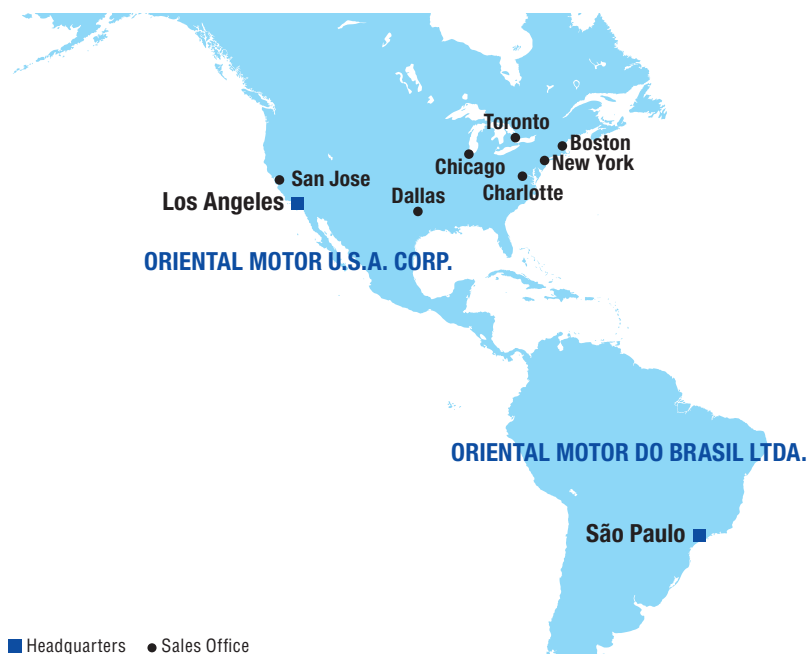 Toronto
Boston
New York
Chicago
Charlotte
San Jose
Dallas
Los Angeles
ORIENTAL MOTOR U.S.A. CORP.
ORIENTAL MOTOR DO BRASIL LTDA.
São Paulo
Headquarters
Sales Office